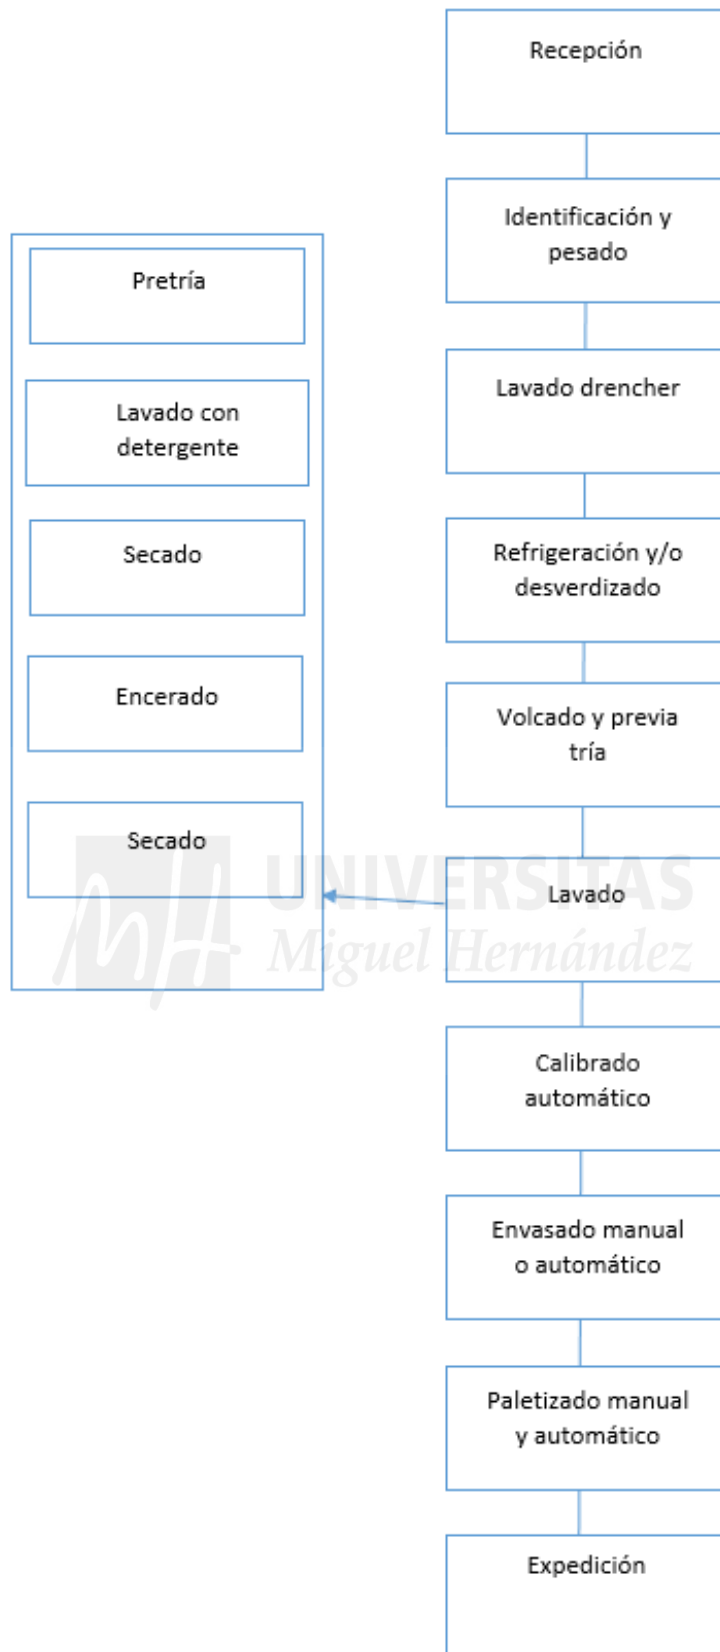 Recepción
Identificación y
pesado
Lavado drencher
Refrigeración y/o
desverdizado
Volcado y previa
tría
Lavado
Pretría
Lavado con
detergente
Secado
Encerado
Secado
Calibrado
automático
Envasado manual
o automático
Paletizado manual
y automático
Expedición
UNIVERSITAS
Miguel Hernández